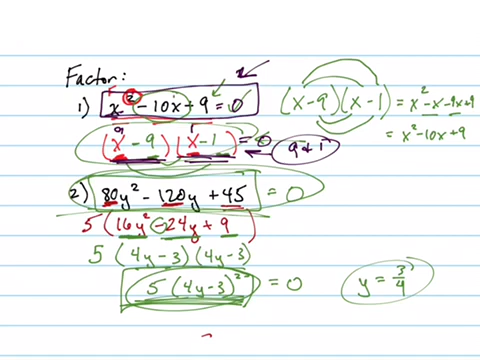 Factor:
1) x² - 10x + 9 = 0
(x - 9)(x - 1) = 0
9 & 1
(x - 9)(x - 1) = x² - x - 9x + 9
= x² - 10x + 9
2) 80y² - 120y + 45 = 0
5(16y² - 24y + 9)
5(4y - 3)(4y - 3)
5(4y - 3)² = 0
y = 3/4